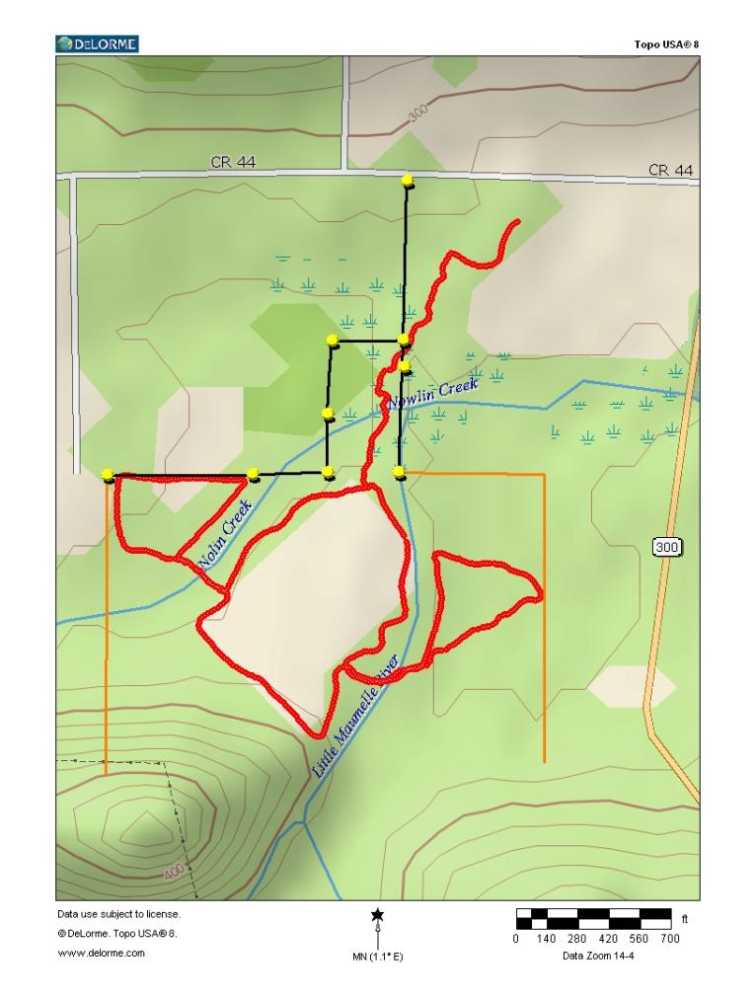 DELORME
Topo USA® 8
300
CR 44
CR 44
Nowlin Creek
Nolin Creek
300
Little Maumelle River
400
Data use subject to license.
© DeLorme. Topo USA® 8.
www.delorme.com
MN (1.1° E)
ft
0 140 280 420 560 700
Data Zoom 14-4